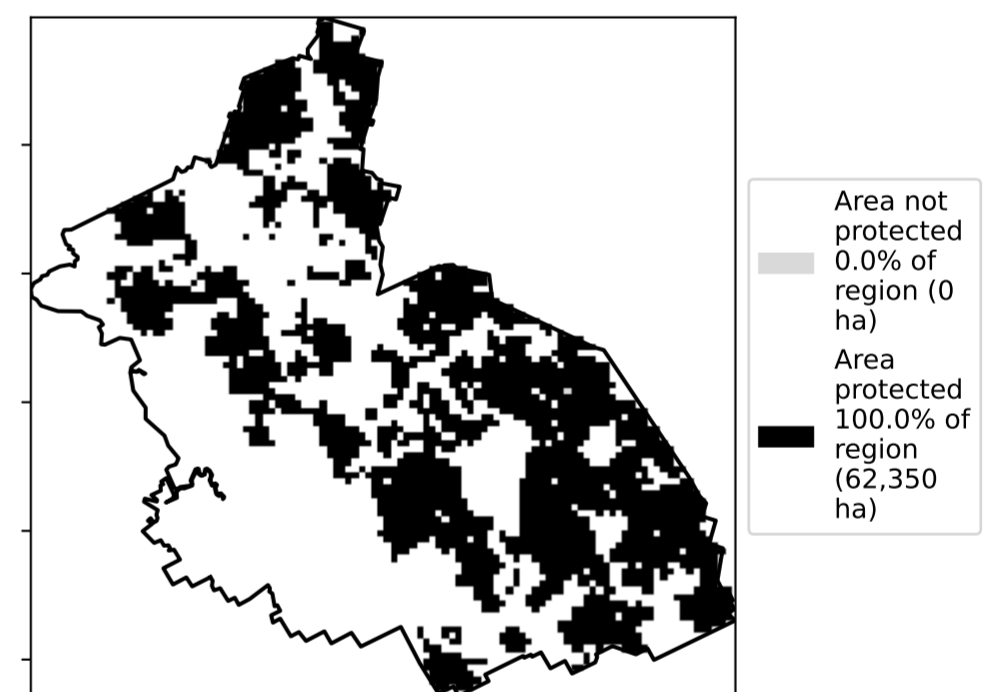 Area not
protected
0.0% of
region (0
ha)
Area
protected
100.0% of
region
(62,350
ha)